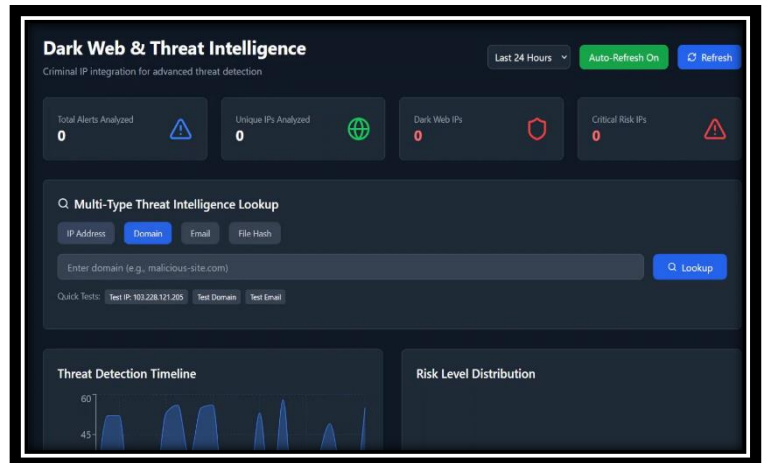 Dark Web & Threat Intelligence
Criminal IP integration for advanced threat detection
Last 24 Hours
Auto-Refresh On
Refresh
Total Alerts Analyzed
0
Unique IPs Analyzed
0
Dark Web IPs
0
Critical Risk IPs
0
Multi-Type Threat Intelligence Lookup
IP Address Domain Email File Hash
Enter domain (e.g., malicious-site.com)
Lookup
Quick Tests: Test IP: 103.228.121.205 Test Domain Test Email
Threat Detection Timeline
60
45
Risk Level Distribution